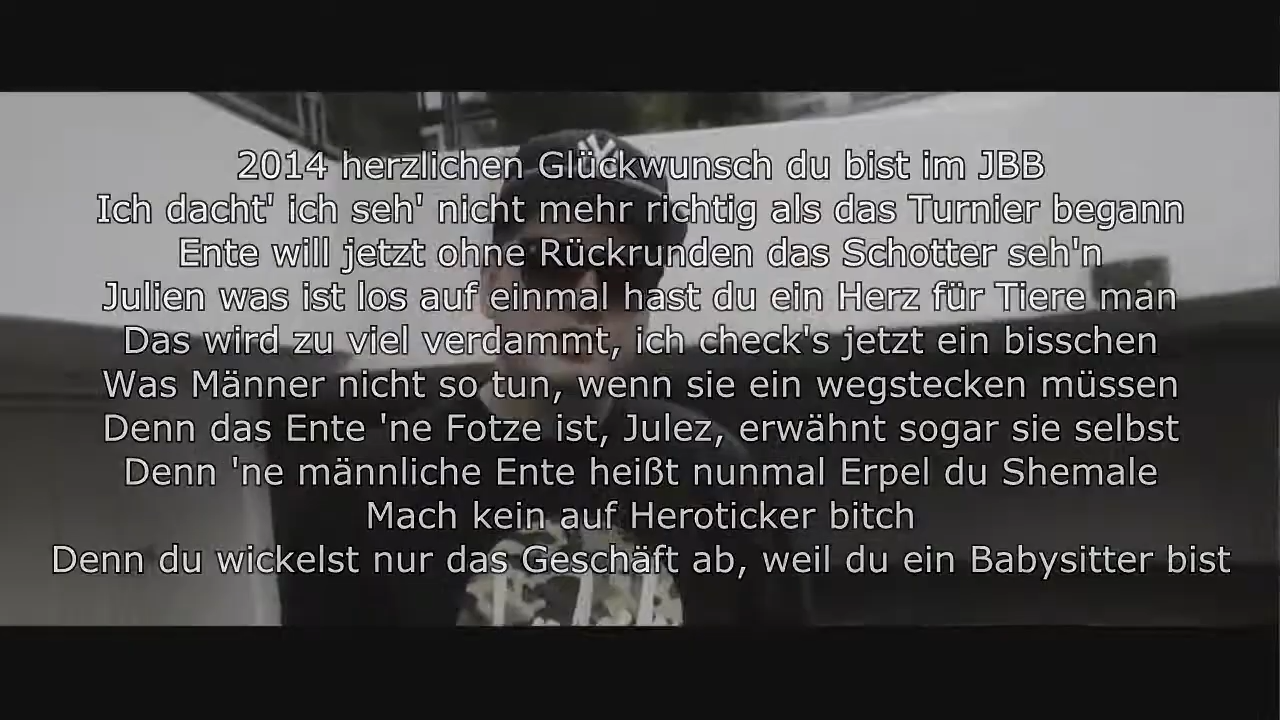 2014 herzlichen Glückwunsch du bist im JBB
Ich dacht' ich seh' nicht mehr richtig als das Turnier begann
Ente will jetzt ohne Rückrunden das Schotter seh'n
Julien was ist los auf einmal hast du ein Herz für Tiere man
Das wird zu viel verdammt, ich check's jetzt ein bisschen
Was Männer nicht so tun, wenn sie ein wegstecken müssen
Denn das Ente 'ne Fotze ist, Julez, erwähnt sogar sie selbst
Denn 'ne männliche Ente heißt nunmal Erpel du Shemale
Mach kein auf Heroticker bitch
Denn du wickelst nur das Geschäft ab, weil du ein Babysitter bist